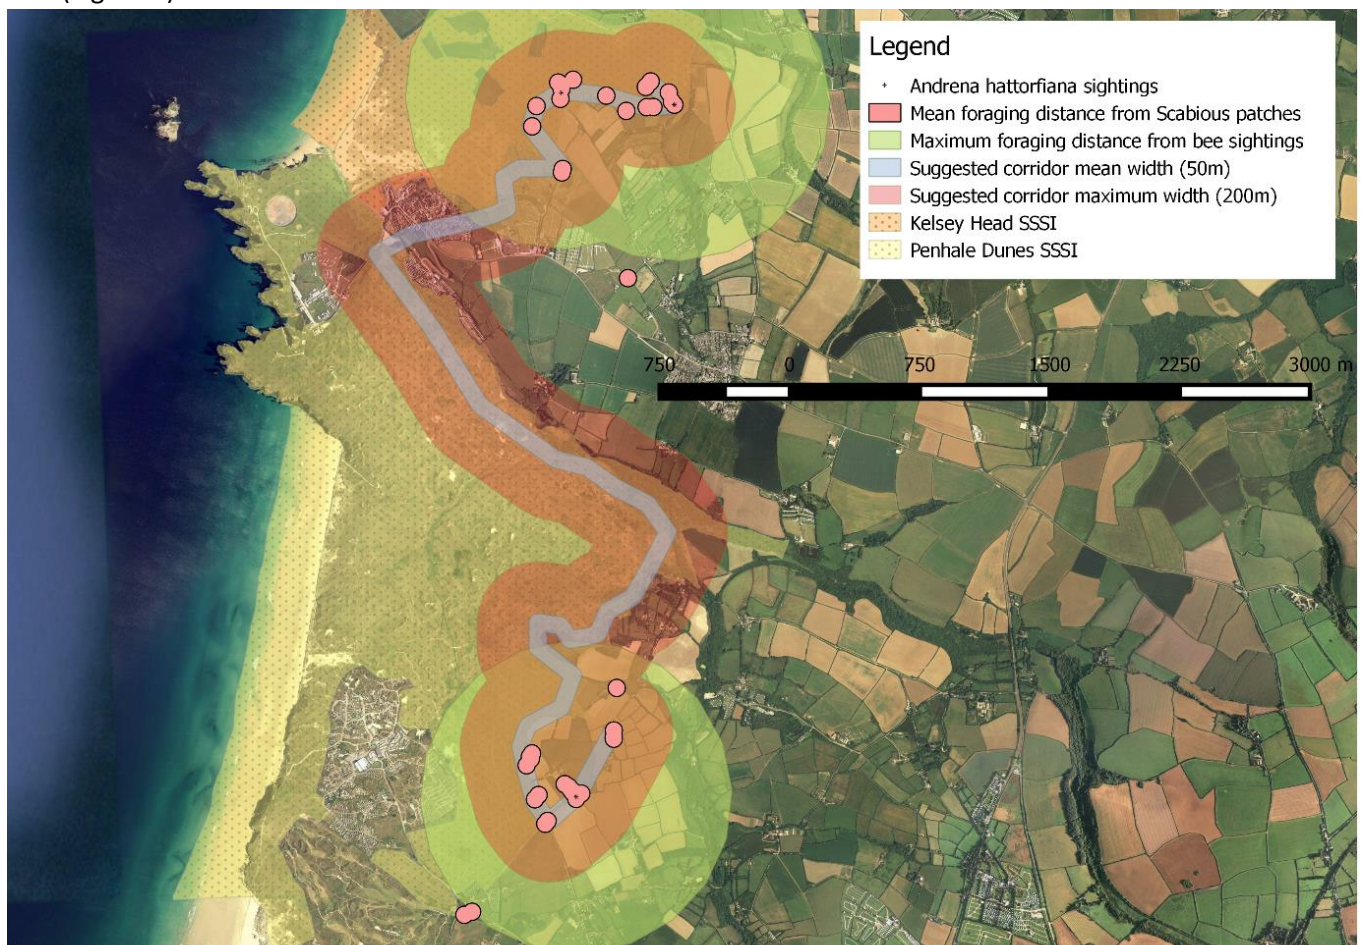 Legend
Andrena hattorfiana sightings
Mean foraging distance from Scabious patches
Maximum foraging distance from bee sightings
Suggested corridor mean width (50m)
Suggested corridor maximum width (200m)
Kelsey Head SSSI
Penhale Dunes SSSI
750 0 750 1500 2250 3000 m